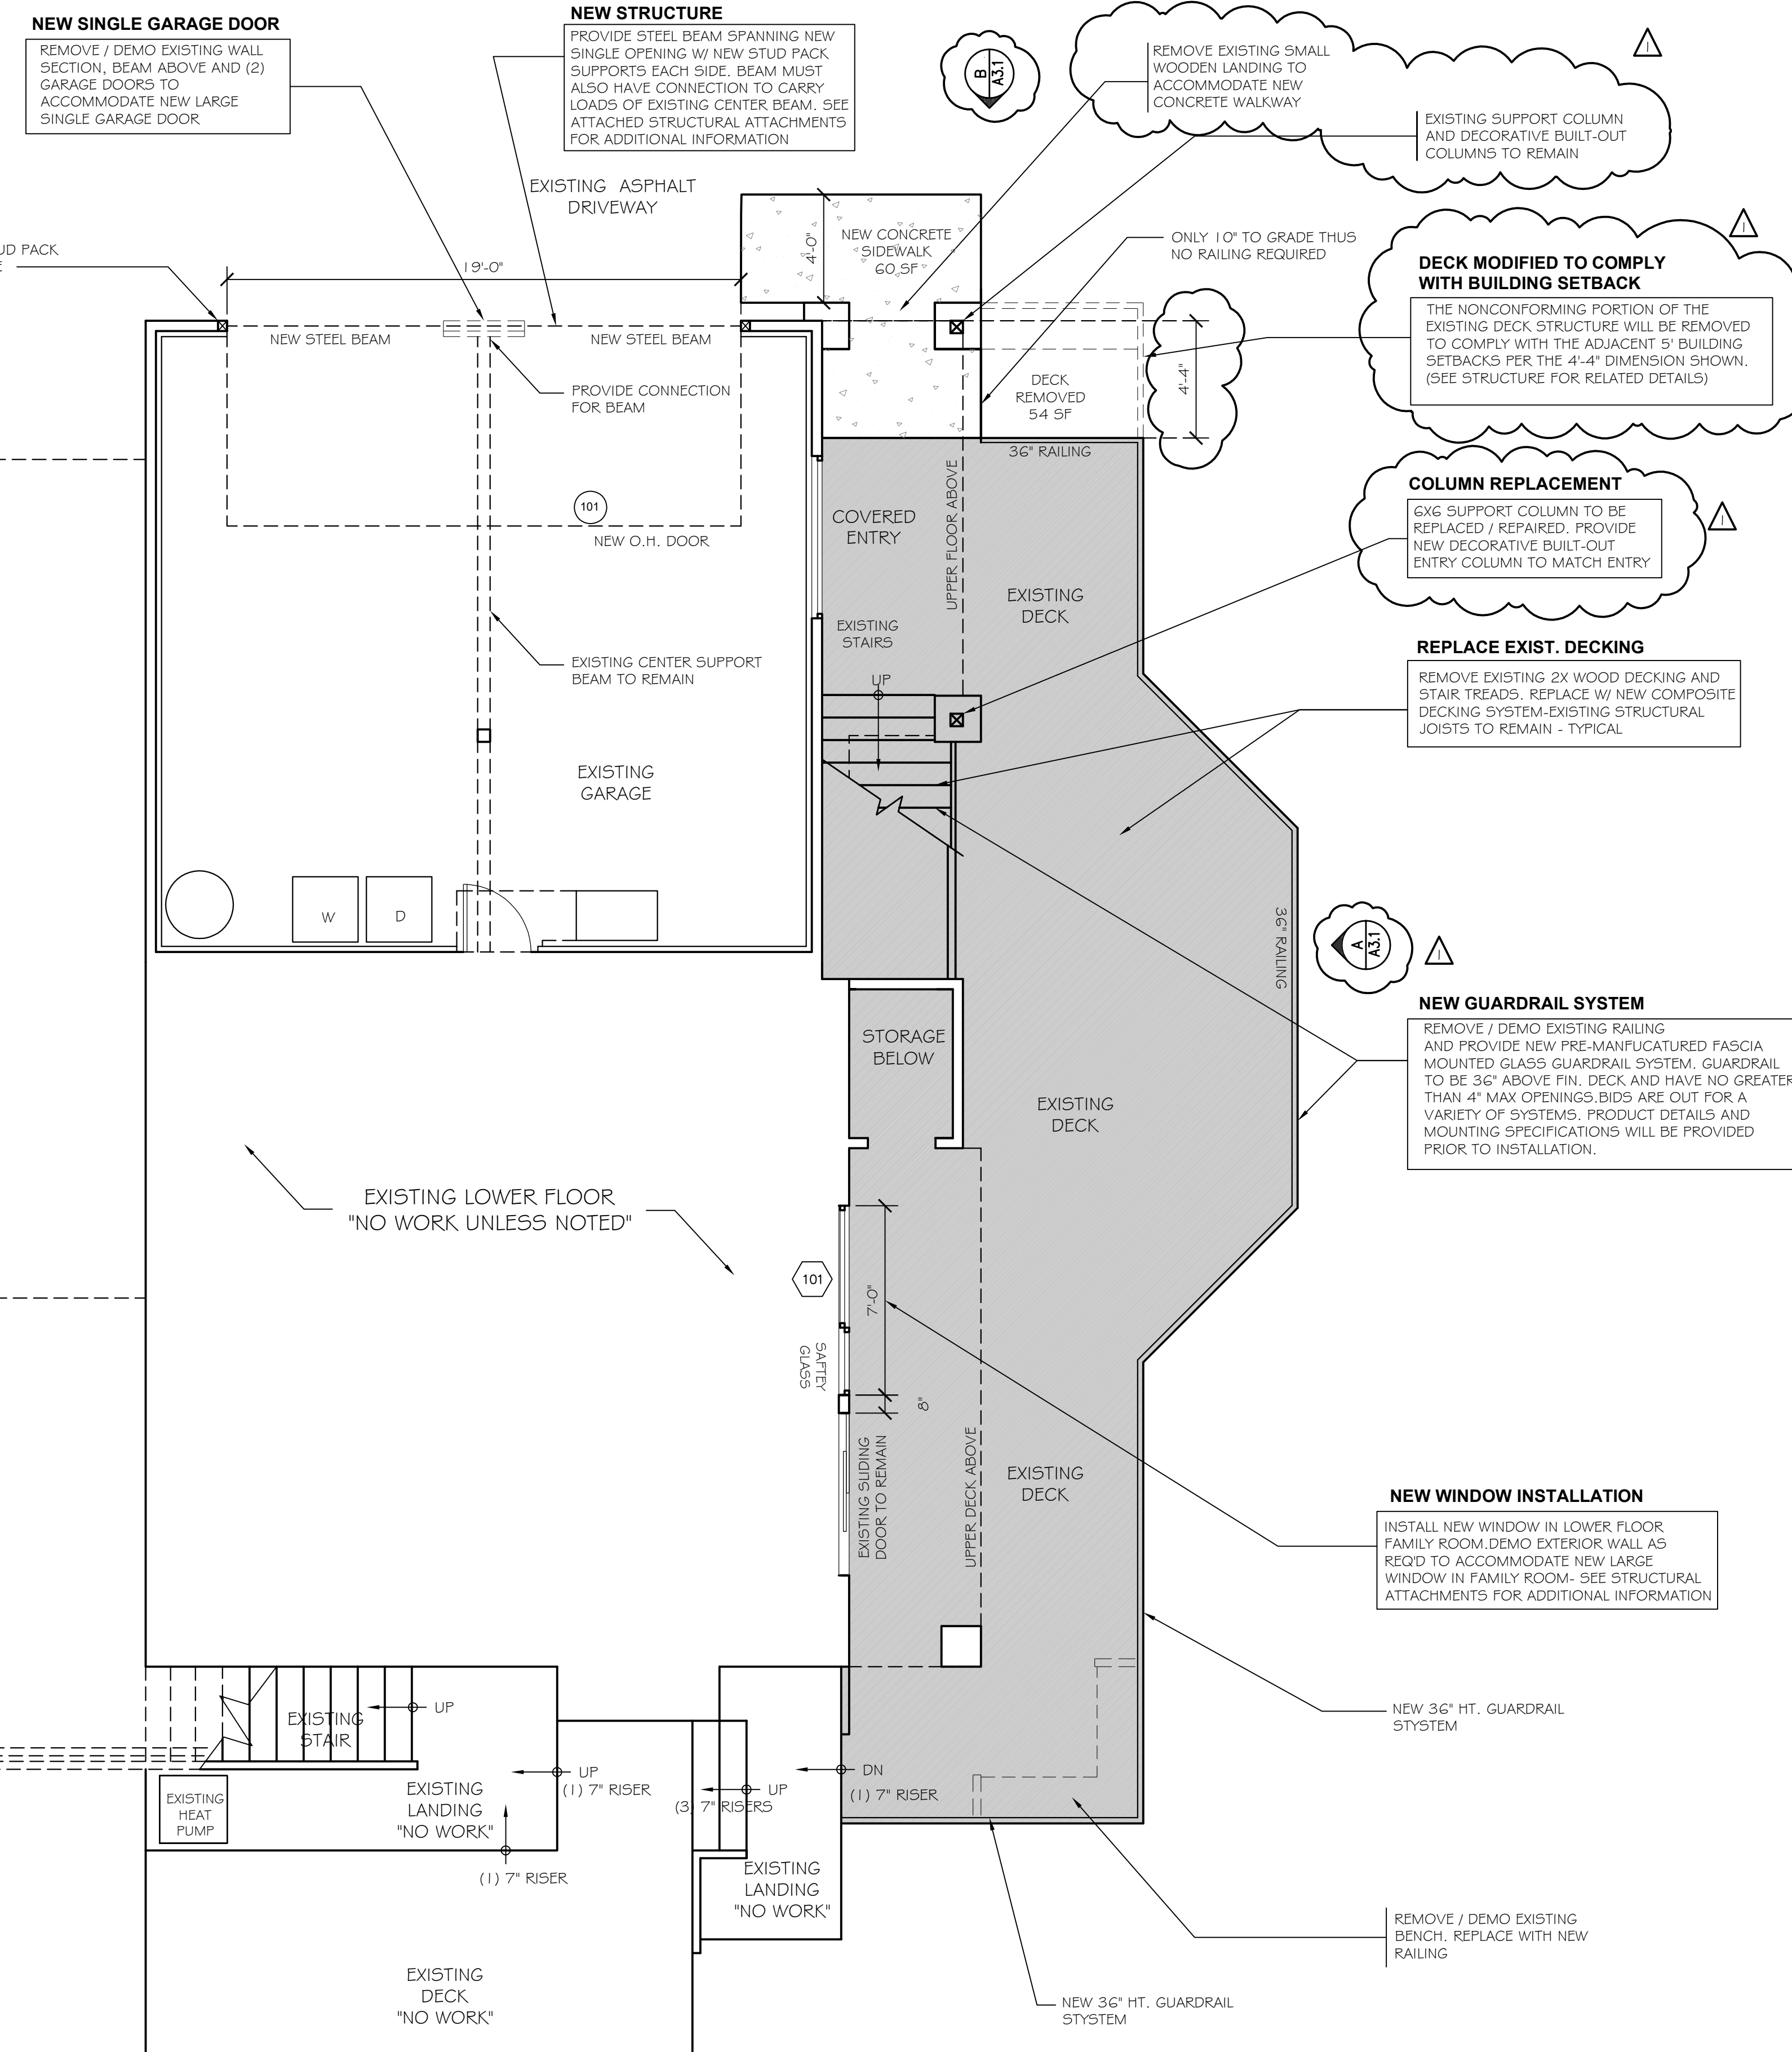 NEW SINGLE GARAGE DOOR
REMOVE / DEMO EXISTING WALL
SECTION, BEAM ABOVE AND (2)
GARAGE DOORS TO
ACCOMMODATE NEW LARGE
SINGLE GARAGE DOOR
NEW STRUCTURE
PROVIDE STEEL BEAM SPANNING NEW
SINGLE OPENING W/ NEW STUD PACK
SUPPORTS EACH SIDE. BEAM MUST
ALSO HAVE CONNECTION TO CARRY
LOADS OF EXISTING CENTER BEAM. SEE
ATTACHED STRUCTURAL ATTACHMENTS
FOR ADDITIONAL INFORMATION
B
A3.1
REMOVE EXISTING SMALL
WOODEN LANDING TO
ACCOMMODATE NEW
CONCRETE WALKWAY
1
EXISTING SUPPORT COLUMN
AND DECORATIVE BUILT-OUT
COLUMNS TO REMAIN
EXISTING ASPHALT
DRIVEWAY
UD PACK
E
19'-0"
4'-0"
NEW CONCRETE
SIDEWALK
60 SF
ONLY 10" TO GRADE THUS
NO RAILING REQUIRED
1
DECK MODIFIED TO COMPLY
WITH BUILDING SETBACK
THE NONCONFORMING PORTION OF THE
EXISTING DECK STRUCTURE WILL BE REMOVED
TO COMPLY WITH THE ADJACENT 5' BUILDING
SETBACKS PER THE 4'-4" DIMENSION SHOWN.
(SEE STRUCTURE FOR RELATED DETAILS)
NEW STEEL BEAM
NEW STEEL BEAM
PROVIDE CONNECTION
FOR BEAM
DECK
REMOVED
54 SF
4'-4"
36" RAILING
101
NEW O.H. DOOR
COVERED
ENTRY
UPPER FLOOR ABOVE
EXISTING
DECK
COLUMN REPLACEMENT
6X6 SUPPORT COLUMN TO BE
REPLACED / REPAIRED. PROVIDE
NEW DECORATIVE BUILT-OUT
ENTRY COLUMN TO MATCH ENTRY
1
EXISTING
STAIRS
UP
EXISTING CENTER SUPPORT
BEAM TO REMAIN
REPLACE EXIST. DECKING
REMOVE EXISTING 2X WOOD DECKING AND
STAIR TREADS. REPLACE W/ NEW COMPOSITE
DECKING SYSTEM-EXISTING STRUCTURAL
JOISTS TO REMAIN - TYPICAL
EXISTING
GARAGE
W
D
36" RAILING
A
A3.1
1
NEW GUARDRAIL SYSTEM
REMOVE / DEMO EXISTING RAILING
AND PROVIDE NEW PRE-MANFUCATURED FASCIA
MOUNTED GLASS GUARDRAIL SYSTEM. GUARDRAIL
TO BE 36" ABOVE FIN. DECK AND HAVE NO GREATER
THAN 4" MAX OPENINGS.BIDS ARE OUT FOR A
VARIETY OF SYSTEMS. PRODUCT DETAILS AND
MOUNTING SPECIFICATIONS WILL BE PROVIDED
PRIOR TO INSTALLATION.
STORAGE
BELOW
EXISTING
DECK
EXISTING LOWER FLOOR
"NO WORK UNLESS NOTED"
101
7'-0"
SAFTEY
GLASS
8"
EXISTING SLIDING
DOOR TO REMAIN
UPPER DECK ABOVE
EXISTING
DECK
NEW WINDOW INSTALLATION
INSTALL NEW WINDOW IN LOWER FLOOR
FAMILY ROOM.DEMO EXTERIOR WALL AS
REQ'D TO ACCOMMODATE NEW LARGE
WINDOW IN FAMILY ROOM- SEE STRUCTURAL
ATTACHMENTS FOR ADDITIONAL INFORMATION
NEW 36" HT. GUARDRAIL
STYSTEM
EXISTING
STAIR
UP
EXISTING
HEAT
PUMP
EXISTING
LANDING
"NO WORK"
UP
(1) 7" RISER
UP
(3) 7" RISERS
DN
(1) 7" RISER
(1) 7" RISER
EXISTING
LANDING
"NO WORK"
REMOVE / DEMO EXISTING
BENCH. REPLACE WITH NEW
RAILING
EXISTING
DECK
"NO WORK"
NEW 36" HT. GUARDRAIL
STYSTEM